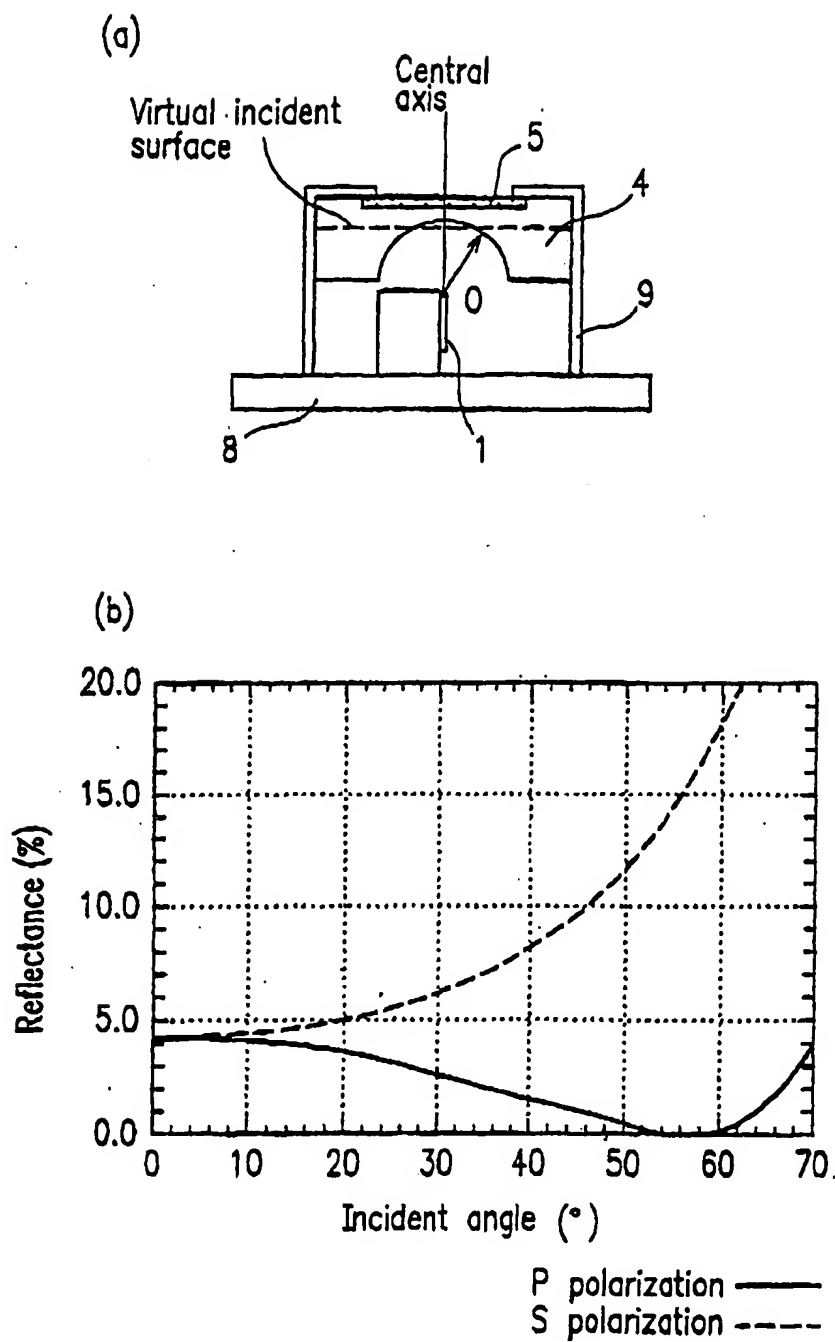 (a)
Central
axis
Virtual incident
surface
5
4
O
9
8
1
(b)
20.0
15.0
10.0
5.0
0.0
Reflectance (%)
0 10 20 30 40 50 60 70
Incident angle (°)
P polarization
S polarization